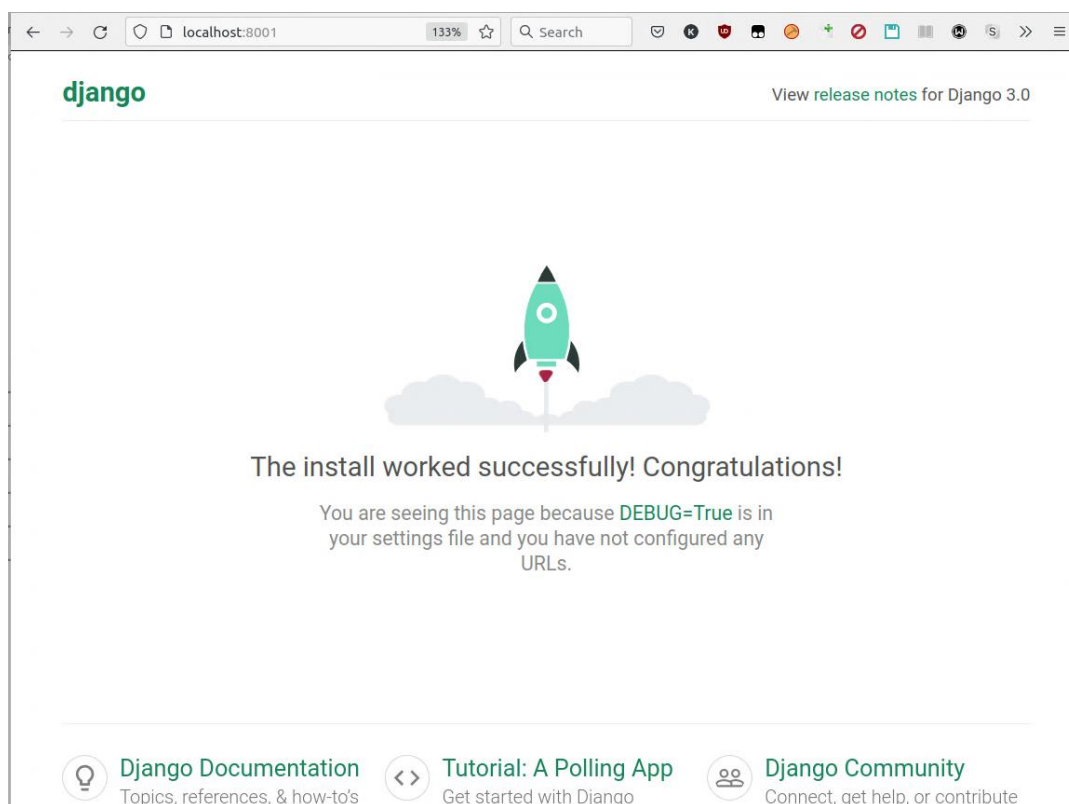 localhost:8001
133%
Search
django
View release notes for Django 3.0
The install worked successfully! Congratulations!
You are seeing this page because DEBUG=True is in
your settings file and you have not configured any
URLs.
Django Documentation
Topics, references, & how-to's
Tutorial: A Polling App
Get started with Django
Django Community
Connect, get help, or contribute